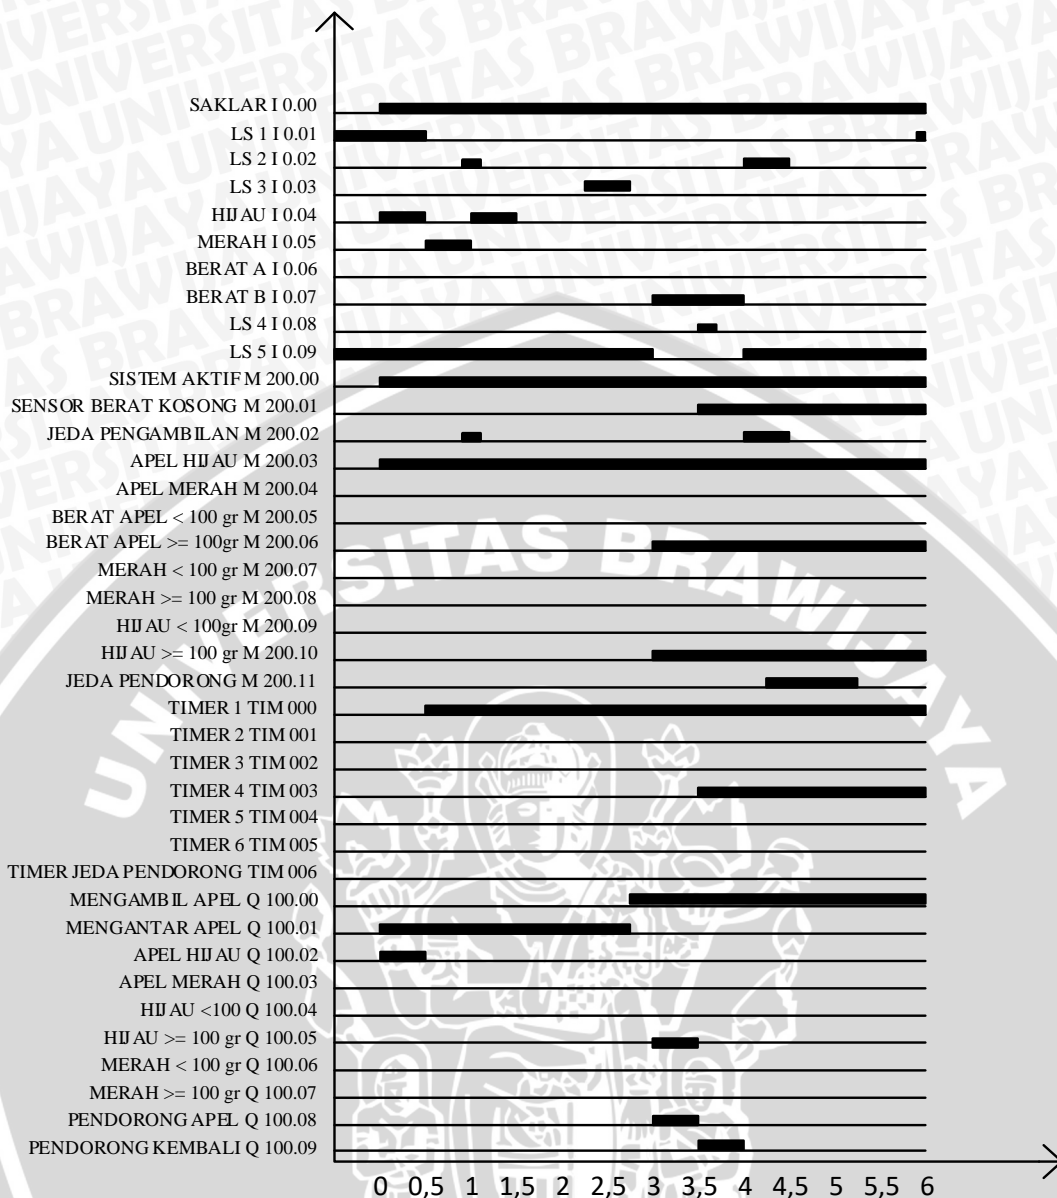 SAKLAR I 0.00
LS 1 I 0.01
LS 2 I 0.02
LS 3 I 0.03
HIJAU I 0.04
MERAH I 0.05
BERAT A I 0.06
BERAT B I 0.07
LS 4 I 0.08
LS 5 I 0.09
SISTEM AKTIF M 200.00
SENSOR BERAT KOSONG M 200.01
JEDA PENGAMBILAN M 200.02
APEL HIJAU M 200.03
APEL MERAH M 200.04
BERAT APEL < 100 gr M 200.05
BERAT APEL >= 100gr M 200.06
MERAH < 100 gr M 200.07
MERAH >= 100 gr M 200.08
HIJAU < 100gr M 200.09
HIJAU >= 100 gr M 200.10
JEDA PENDORONG M 200.11
TIMER 1 TIM 000
TIMER 2 TIM 001
TIMER 3 TIM 002
TIMER 4 TIM 003
TIMER 5 TIM 004
TIMER 6 TIM 005
TIMER JEDA PENDORONG TIM 006
MENGAMBIL APEL Q 100.00
MENGANTAR APEL Q 100.01
APEL HIJAU Q 100.02
APEL MERAH Q 100.03
HIJAU <100 Q 100.04
HIJAU >= 100 gr Q 100.05
MERAH < 100 gr Q 100.06
MERAH >= 100 gr Q 100.07
PENDORONG APEL Q 100.08
PENDORONG KEMBALI Q 100.09
0 0,5 1 1,5 2 2,5 3 3,5 4 4,5 5 5,5 6
UNIVERSITAS BRAWIJAYA